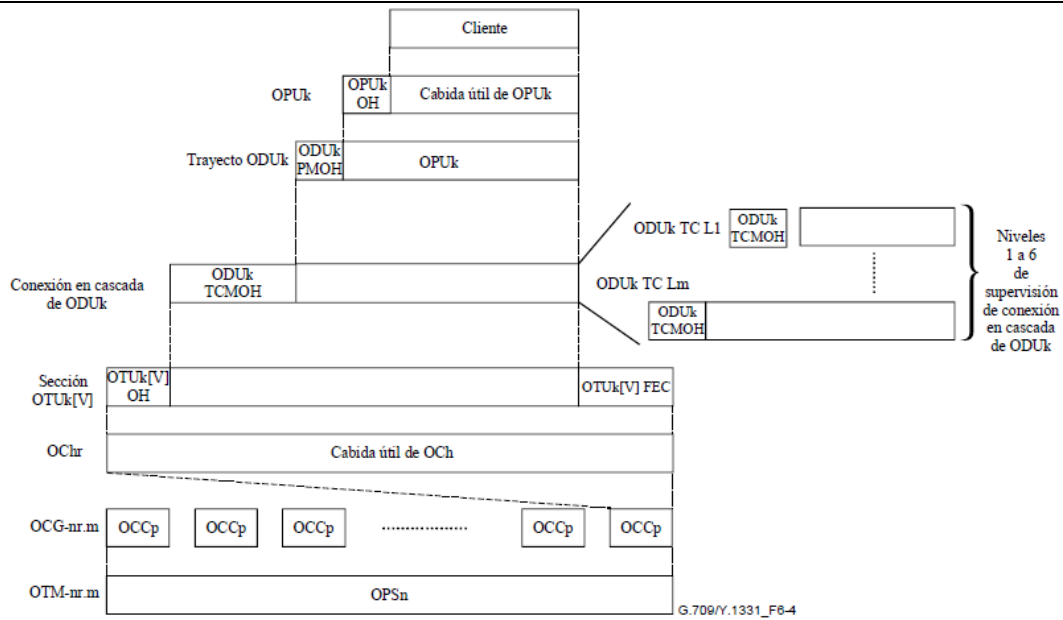 Cliente
OPUk
OPUk
OH
Cabida útil de OPUk
Trayecto ODUk
ODUk
PMOH
OPUk
ODUk TC L1
ODUk
TCMOH
Conexión en cascada
de ODUk
ODUk
TCMOH
ODUk TC Lm
ODUk
TCMOH
Niveles
1 a 6
de
supervisión
de conexión
en cascada
de ODUk
Sección
OTUk[V]
OTUk[V]
OH
OTUk[V] FEC
OChr
Cabida útil de OCh
OCG-nr.m
OCCp
OCCp
OCCp
OCCp
OCCp
OTM-nr.m
OPSn
G.709/Y.1331_F6-4